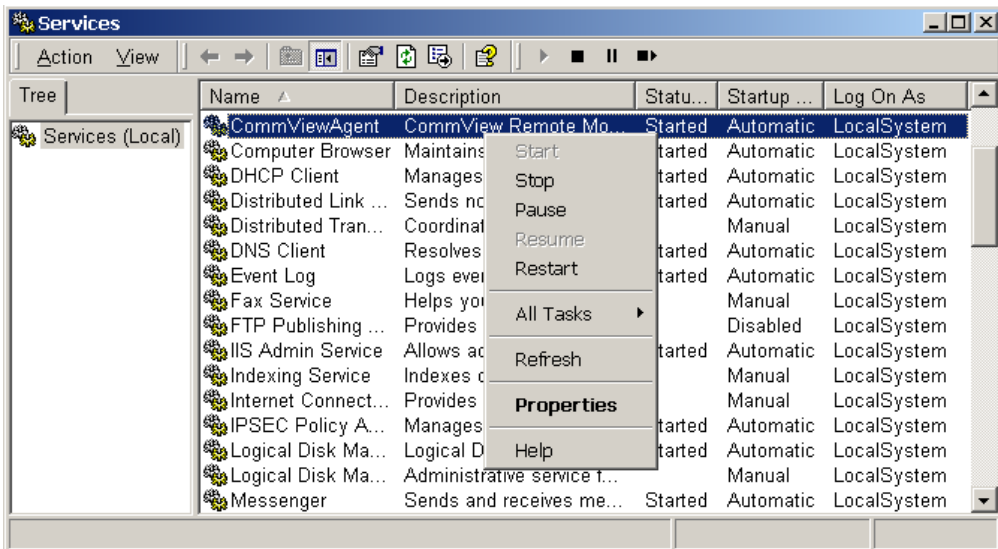 Services
Action View
Tree
Name Description Statu... Startup ... Log On As
Services (Local)
CommViewAgent CommView Remote Mo... Started Automatic LocalSystem
Computer Browser Maintains tarted Automatic LocalSystem
DHCP Client Manages tarted Automatic LocalSystem
Distributed Link ... Sends no tarted Automatic LocalSystem
Distributed Tran... Coordinat Manual LocalSystem
DNS Client Resolves tarted Automatic LocalSystem
Event Log Logs ever tarted Automatic LocalSystem
Fax Service Helps you Manual LocalSystem
FTP Publishing ... Provides Disabled LocalSystem
IIS Admin Service Allows ad tarted Automatic LocalSystem
Indexing Service Indexes c Manual LocalSystem
Internet Connect... Provides Manual LocalSystem
IPSEC Policy A... Manages tarted Automatic LocalSystem
Logical Disk Ma... Logical D tarted Automatic LocalSystem
Logical Disk Ma... Administrative service f... Manual LocalSystem
Messenger Sends and receives me... Started Automatic LocalSystem
Start
Stop
Pause
Resume
Restart
All Tasks
Refresh
Properties
Help